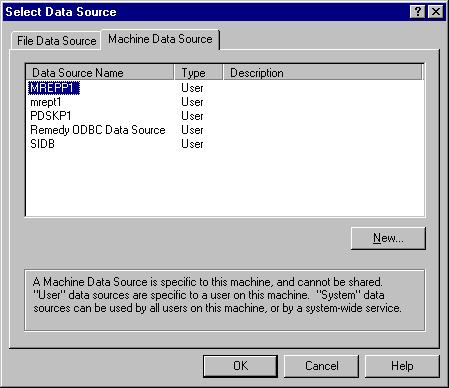 Select Data Source
File Data Source Machine Data Source
Data Source Name Type Description
MREPP1 User
mrept1 User
PDSKP1 User
Remedy ODBC Data Source User
SIDB User
New...
A Machine Data Source is specific to this machine, and cannot be shared.
"User" data sources are specific to a user on this machine. "System" data
sources can be used by all users on this machine, or by a system-wide service.
OK Cancel Help